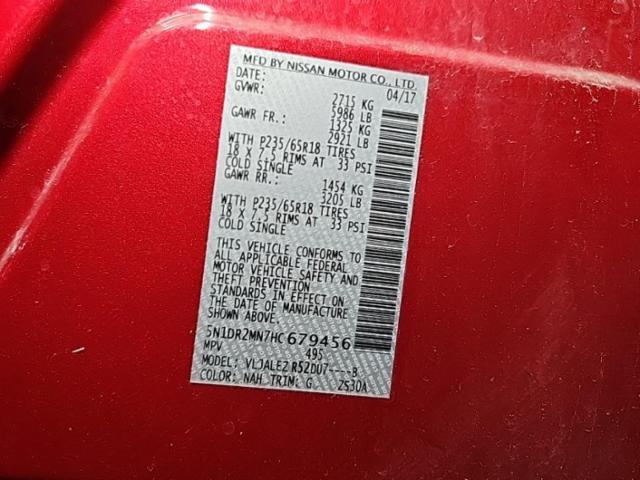 MFD BY NISSAN MOTOR CO., LTD.
DATE: 04/17
GVWR: 2715 KG
5986 LB
GAWR FR.: 1325 KG
2921 LB
WITH P235/65R18 TIRES
18 X 7.5 RIMS AT 33 PSI
COLD SINGLE
GAWR RR.: 1454 KG
3205 LB
WITH P235/65R18 TIRES
18 X 7.5 RIMS AT 33 PSI
COLD SINGLE
THIS VEHICLE CONFORMS TO
ALL APPLICABLE FEDERAL
MOTOR VEHICLE SAFETY AND
THEFT PREVENTION
STANDARDS IN EFFECT ON
THE DATE OF MANUFACTURE
SHOWN ABOVE.
5N1DR2MN7HC679456
MPV 495
MODEL: VLJALEZ R52DU7----B
COLOR: NAH TRIM: G 2S30A